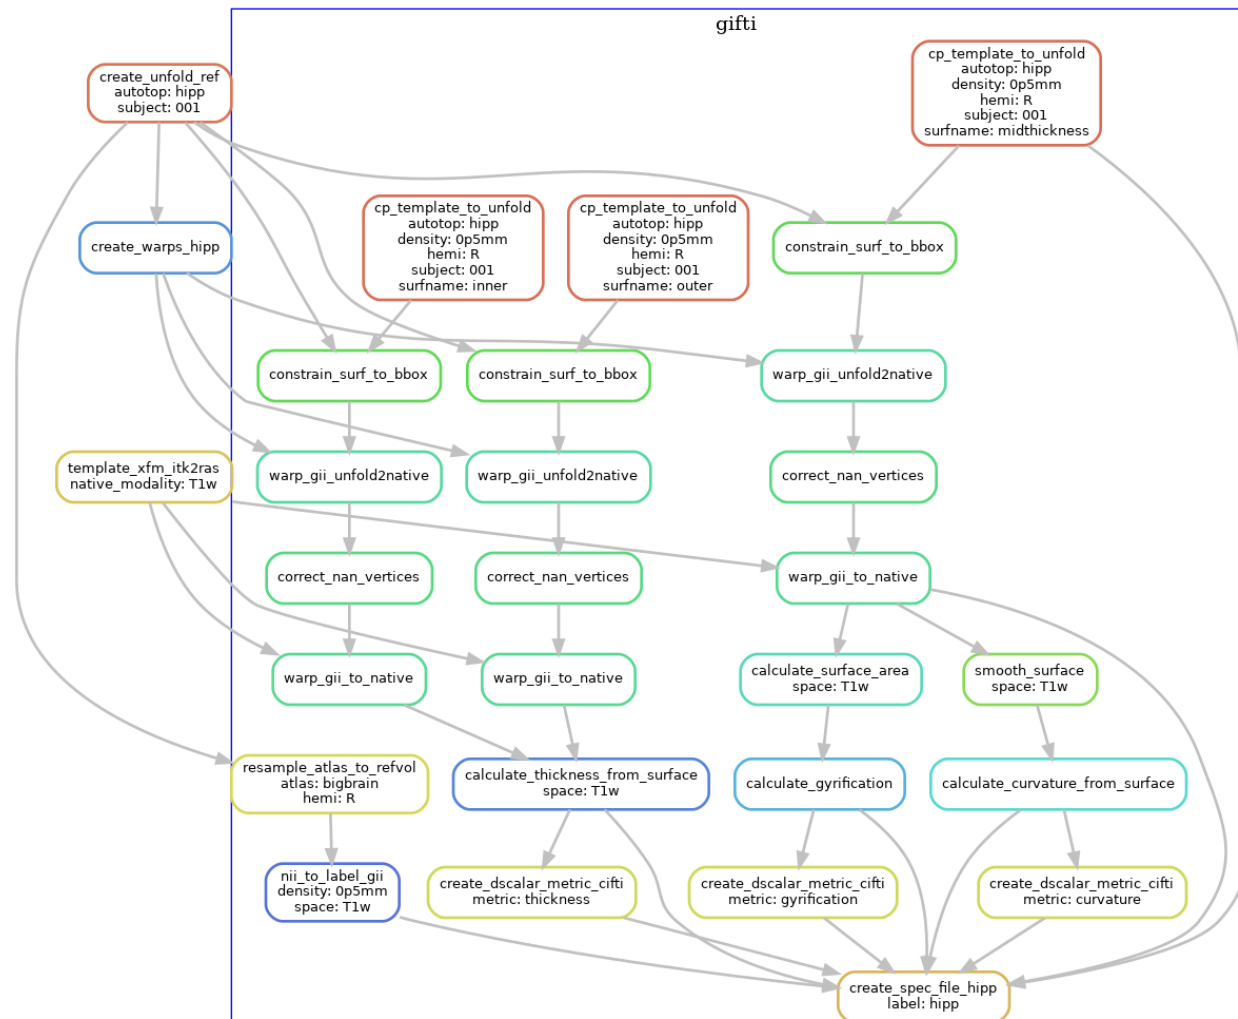 gifti
create_unfold_ref
autotop: hipp
subject: 001
cp_template_to_unfold
autotop: hipp
density: 0p5mm
hemi: R
subject: 001
surfname: midthickness
create_warps_hipp
cp_template_to_unfold
autotop: hipp
density: 0p5mm
hemi: R
subject: 001
surfname: inner
cp_template_to_unfold
autotop: hipp
density: 0p5mm
hemi: R
subject: 001
surfname: outer
constrain_surf_to_bbox
constrain_surf_to_bbox
constrain_surf_to_bbox
warp_gii_unfold2native
template_xfm_itk2ras
native_modality: T1w
warp_gii_unfold2native
warp_gii_unfold2native
correct_nan_vertices
correct_nan_vertices
correct_nan_vertices
warp_gii_to_native
warp_gii_to_native
warp_gii_to_native
calculate_surface_area
space: T1w
smooth_surface
space: T1w
resample_atlas_to_refvol
atlas: bigbrain
hemi: R
calculate_thickness_from_surface
space: T1w
calculate_gyrification
calculate_curvature_from_surface
nii_to_label_gii
density: 0p5mm
space: T1w
create_dscalar_metric_cifti
metric: thickness
create_dscalar_metric_cifti
metric: gyrification
create_dscalar_metric_cifti
metric: curvature
create_spec_file_hipp
label: hipp